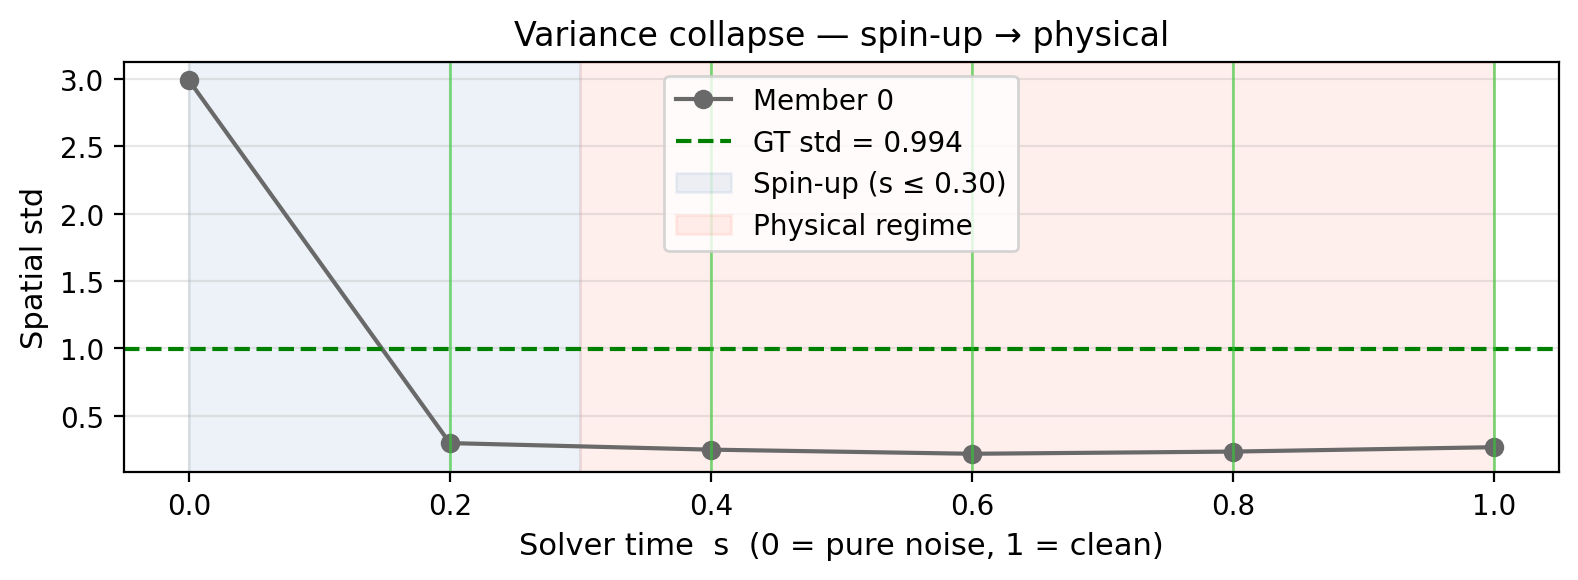 Variance collapse — spin-up → physical
Spatial std
3.0
2.5
2.0
1.5
1.0
0.5
Member 0
GT std = 0.994
Spin-up (s ≤ 0.30)
Physical regime
0.0 0.2 0.4 0.6 0.8 1.0
Solver time s (0 = pure noise, 1 = clean)